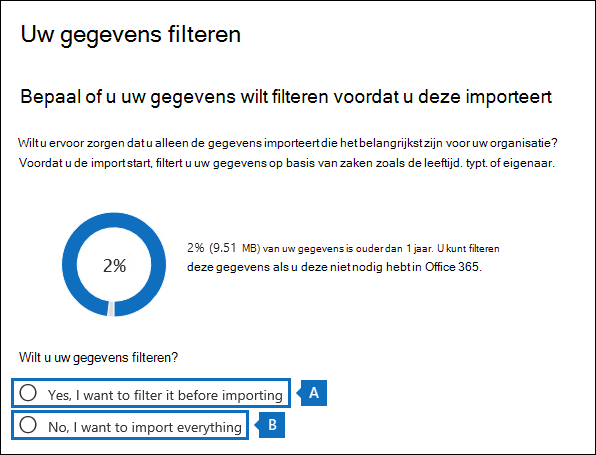 Uw gegevens filteren
Bepaal of u uw gegevens wilt filteren voordat u deze importeert
Wilt u ervoor zorgen dat u alleen de gegevens importeert die het belangrijkst zijn voor uw organisatie?
Voordat u de import start, filtert u uw gegevens op basis van zaken zoals de leeftijd. typt. of eigenaar.
2%
2% (9.51 MB) van uw gegevens is ouder dan 1 jaar. U kunt filteren
deze gegevens als u deze niet nodig hebt in Office 365.
Wilt u uw gegevens filteren?
Yes, I want to filter it before importing A
No, I want to import everything B